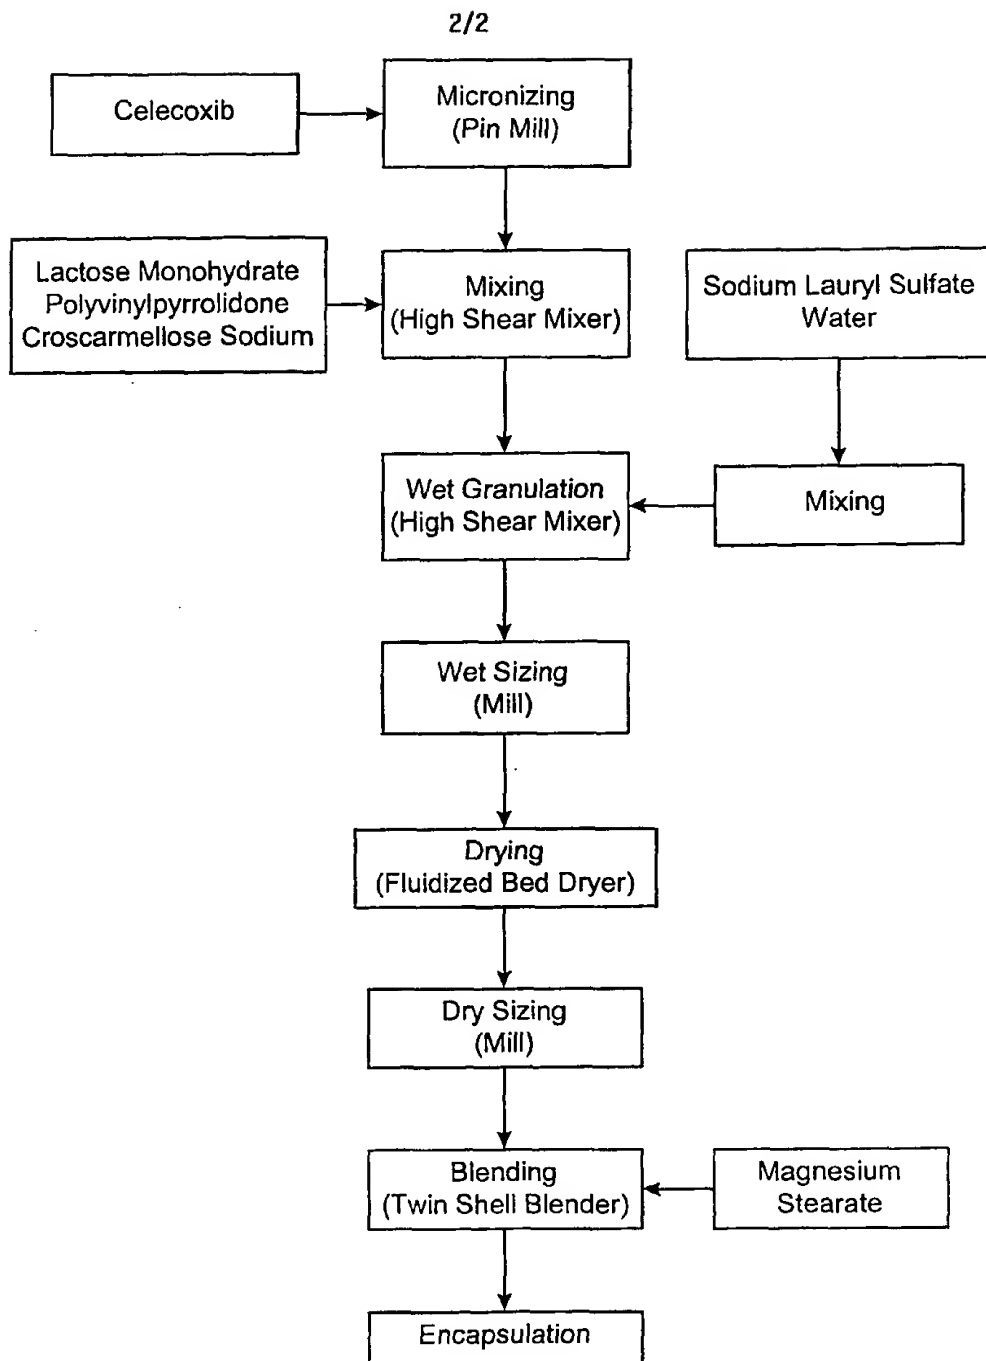 2/2
Celecoxib
Micronizing
(Pin Mill)
Lactose Monohydrate
Polyvinylpyrrolidone
Croscarmellose Sodium
Mixing
(High Shear Mixer)
Sodium Lauryl Sulfate
Water
Wet Granulation
(High Shear Mixer)
Mixing
Wet Sizing
(Mill)
Drying
(Fluidized Bed Dryer)
Dry Sizing
(Mill)
Blending
(Twin Shell Blender)
Magnesium
Stearate
Encapsulation